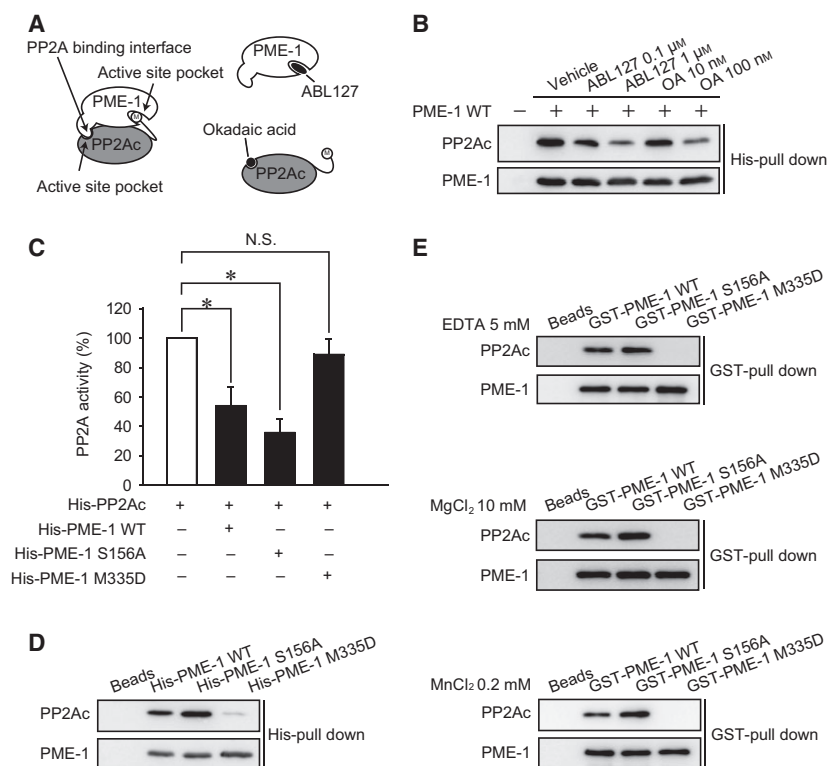 A
PP2A binding interface
Active site pocket
PME-1
M
PP2Ac
Active site pocket
PME-1
ABL127
Okadaic acid
M
PP2Ac
B
Vehicle
ABL127 0.1 μM
ABL127 1 μM
OA 10 nM
OA 100 nM
PME-1 WT − + + + + +
PP2Ac
PME-1
His-pull down
C
N.S.
*
*
PP2A activity (%)
120
100
80
60
40
20
0
His-PP2Ac + + + +
His-PME-1 WT − + − −
His-PME-1 S156A − − + −
His-PME-1 M335D − − − +
D
Beads
His-PME-1 WT
His-PME-1 S156A
His-PME-1 M335D
PP2Ac
PME-1
His-pull down
E
EDTA 5 mM
Beads
GST-PME-1 WT
GST-PME-1 S156A
GST-PME-1 M335D
PP2Ac
PME-1
GST-pull down
MgCl₂ 10 mM
Beads
GST-PME-1 WT
GST-PME-1 S156A
GST-PME-1 M335D
PP2Ac
PME-1
GST-pull down
MnCl₂ 0.2 mM
Beads
GST-PME-1 WT
GST-PME-1 S156A
GST-PME-1 M335D
PP2Ac
PME-1
GST-pull down